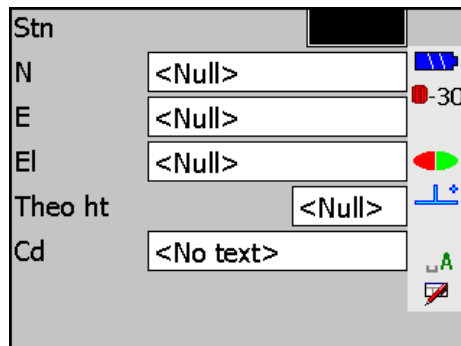 Stn
N <Null>
-30
E <Null>
El <Null>
Theo ht <Null>
Cd <No text>
A